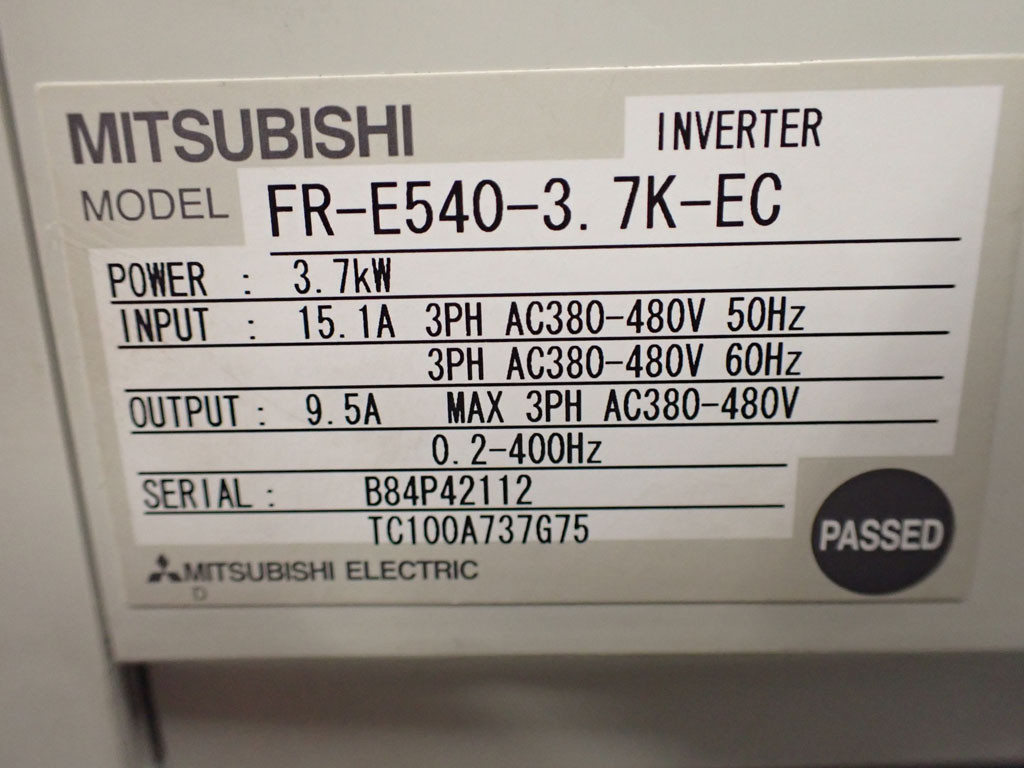 MITSUBISHI INVERTER
MODEL FR-E540-3.7K-EC
POWER : 3.7kW
INPUT : 15.1A 3PH AC380-480V 50Hz
3PH AC380-480V 60Hz
OUTPUT : 9.5A MAX 3PH AC380-480V
0.2-400Hz
SERIAL : B84P42112
TC100A737G75
PASSED
MITSUBISHI ELECTRIC
D